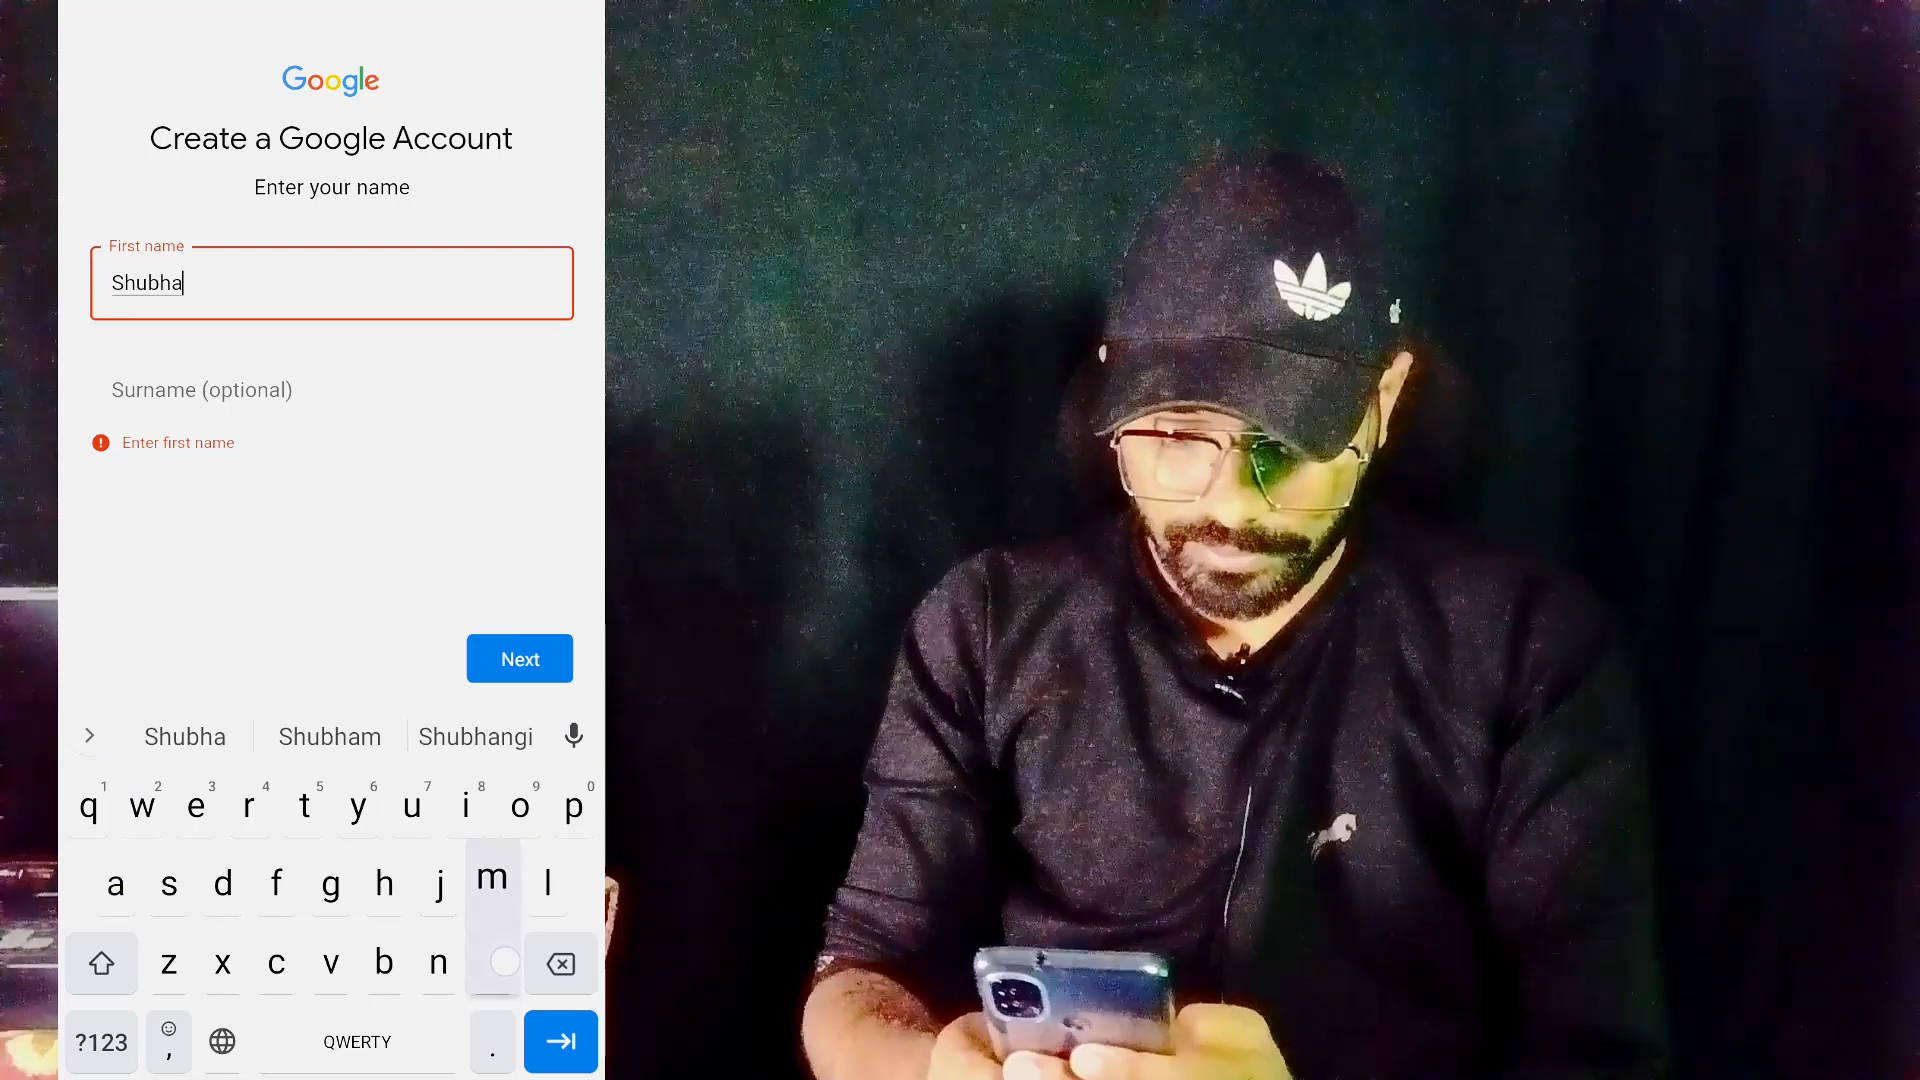 Google
Create a Google Account
Enter your name
First name
Shubha
Surname (optional)
Enter first name
Next
Shubha Shubham Shubhangi
1 2 3 4 5 6 7 8 9 0
q w e r t y u i o p
a s d f g h j m l
z x c v b n
?123 , QWERTY .